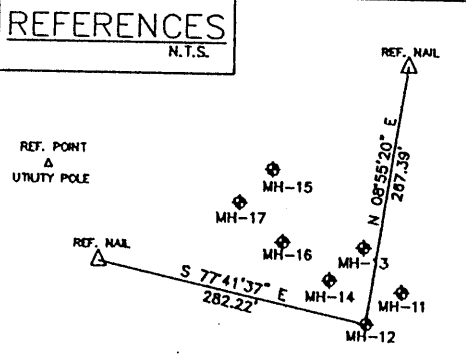 REFERENCES
N.T.S.
REF. NAIL
REF. POINT
UTILITY POLE
N 08°55'20" E
267.39'
MH-15
MH-17
REF. NAIL
MH-16
MH-13
S 77°41'37" E
282.22'
MH-14
MH-11
MH-12